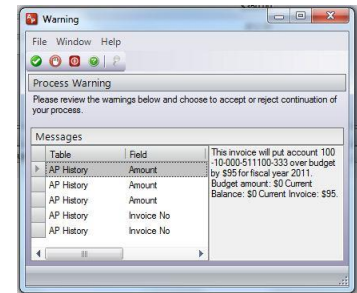 Warning
File Window Help
Process Warning
Please review the warnings below and choose to accept or reject continuation of
your process.
Messages
Table Field
AP History Amount
AP History Amount
AP History Amount
AP History Invoice No
AP History Invoice No
This invoice will put account 100
-10-000-511100-333 over budget
by $95 for fiscal year 2011.
Budget amount: $0 Current
Balance: $0 Current Invoice: $95.